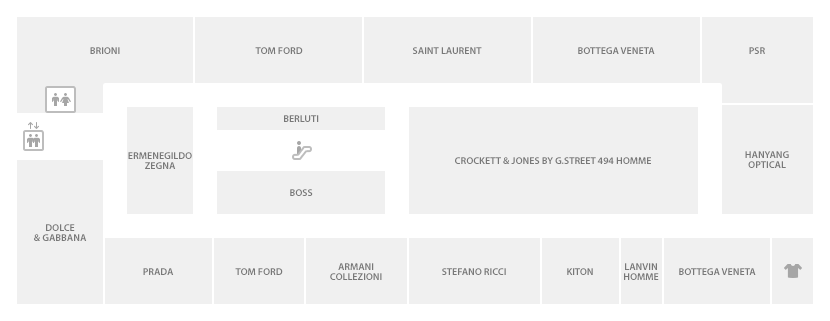 BRIONI
TOM FORD
SAINT LAURENT
BOTTEGA VENETA
PSR
BERLUTI
ERMENEGILDO
ZEGNA
CROCKETT & JONES BY G.STREET 494 HOMME
HANYANG
OPTICAL
BOSS
DOLCE
& GABBANA
PRADA
TOM FORD
ARMANI
COLLEZIONI
STEFANO RICCI
KITON
LANVIN
HOMME
BOTTEGA VENETA